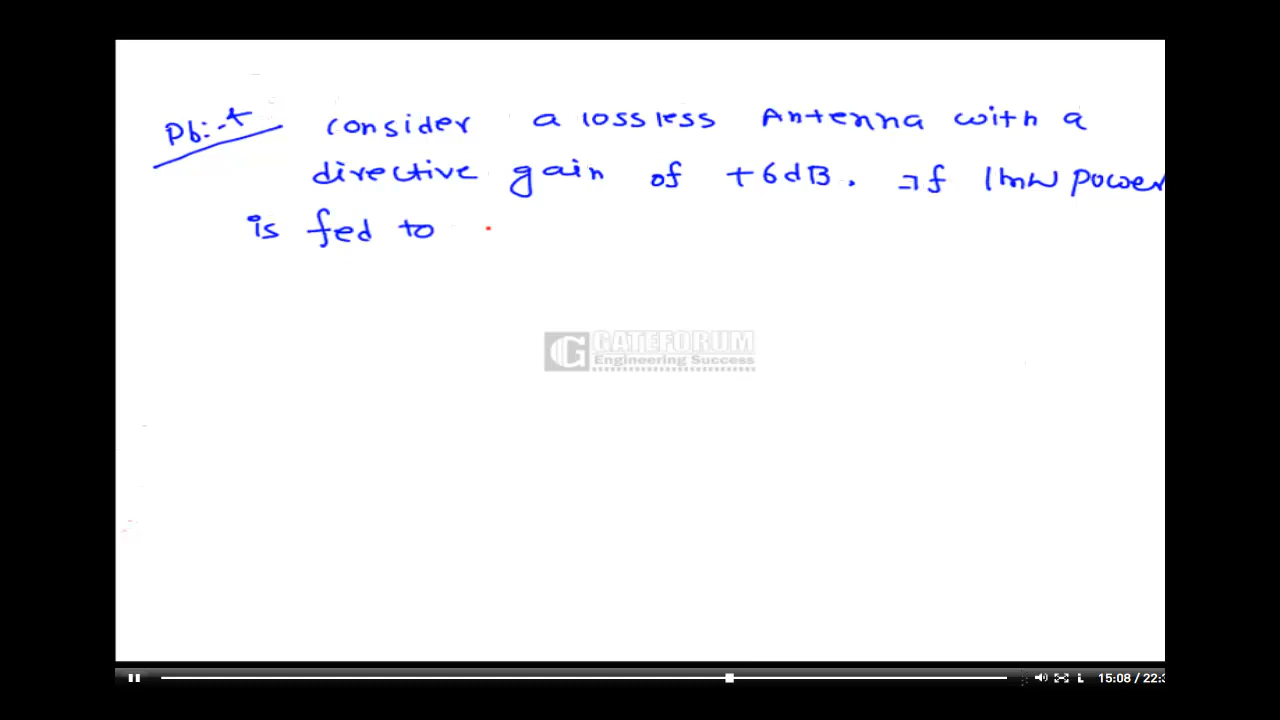 Pb:-4 consider a lossless Antenna with a
directive gain of +6dB. If 1mW power
is fed to
GATEFORUM
Engineering Success
15:08 / 22:3